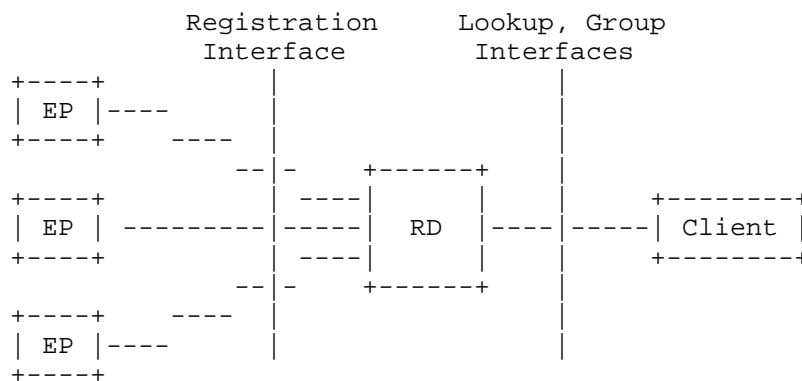 Registration Lookup, Group
Interface Interfaces
EP
EP RD Client
EP